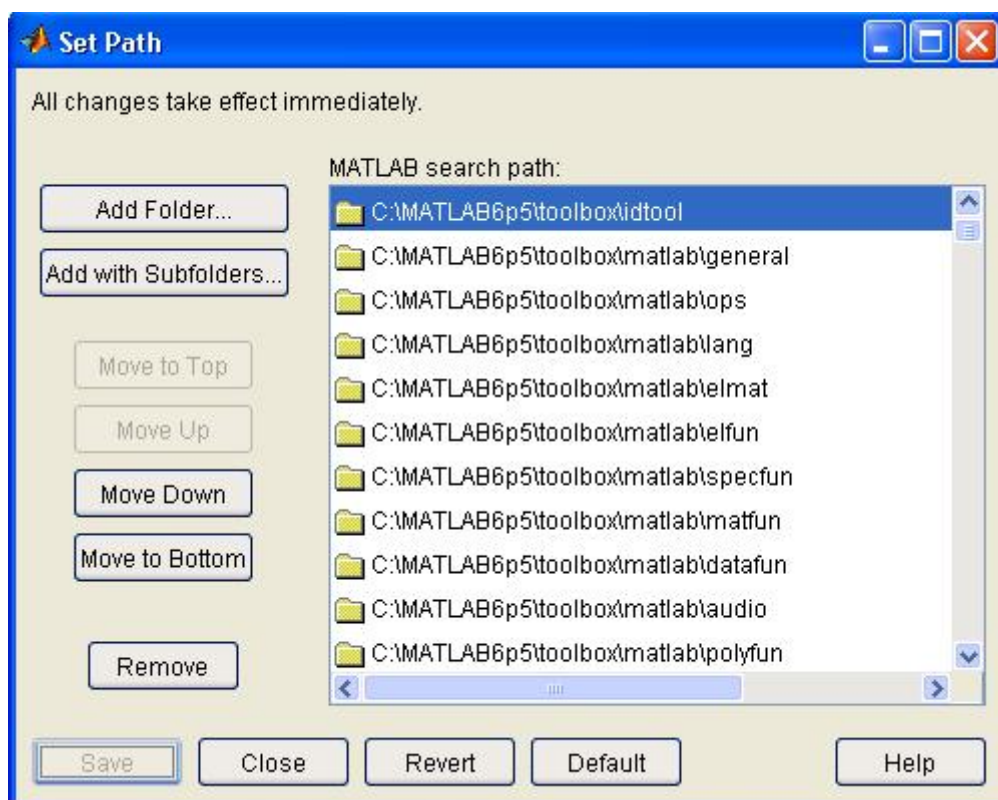 Set Path
All changes take effect immediately.
MATLAB search path:
Add Folder...
Add with Subfolders...
Move to Top
Move Up
Move Down
Move to Bottom
Remove
C:\MATLAB6p5\toolbox\idtool
C:\MATLAB6p5\toolbox\matlab\general
C:\MATLAB6p5\toolbox\matlab\ops
C:\MATLAB6p5\toolbox\matlab\lang
C:\MATLAB6p5\toolbox\matlab\elmat
C:\MATLAB6p5\toolbox\matlab\elfun
C:\MATLAB6p5\toolbox\matlab\specfun
C:\MATLAB6p5\toolbox\matlab\matfun
C:\MATLAB6p5\toolbox\matlab\datafun
C:\MATLAB6p5\toolbox\matlab\audio
C:\MATLAB6p5\toolbox\matlab\polyfun
Save
Close
Revert
Default
Help